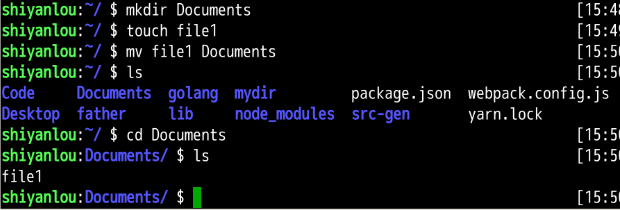 shiyanlou:~/ $ mkdir Documents [15:48
shiyanlou:~/ $ touch file1 [15:49
shiyanlou:~/ $ mv file1 Documents [15:50
shiyanlou:~/ $ ls [15:50
Code Documents golang mydir package.json webpack.config.js
Desktop father lib node_modules src-gen yarn.lock
shiyanlou:~/ $ cd Documents [15:50
shiyanlou:Documents/ $ ls [15:50
file1
shiyanlou:Documents/ $ [15:50